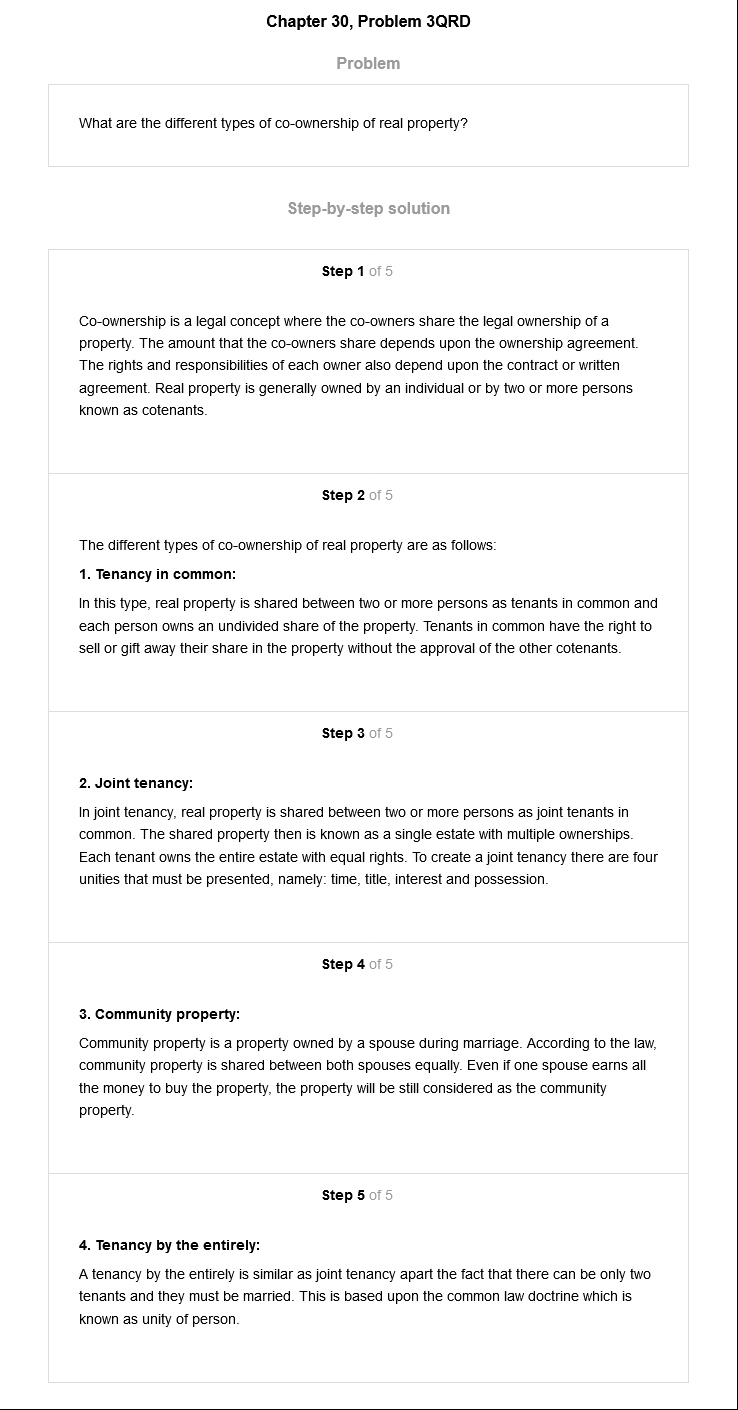 Chapter 30, Problem 3QRD
Problem
What are the different types of co-ownership of real property?
Step-by-step solution
Step 1 of 5
Co-ownership is a legal concept where the co-owners share the legal ownership of a
property. The amount that the co-owners share depends upon the ownership agreement.
The rights and responsibilities of each owner also depend upon the contract or written
agreement. Real property is generally owned by an individual or by two or more persons
known as cotenants.
Step 2 of 5
The different types of co-ownership of real property are as follows:
1. Tenancy in common:
In this type, real property is shared between two or more persons as tenants in common and
each person owns an undivided share of the property. Tenants in common have the right to
sell or gift away their share in the property without the approval of the other cotenants.
Step 3 of 5
2. Joint tenancy:
In joint tenancy, real property is shared between two or more persons as joint tenants in
common. The shared property then is known as a single estate with multiple ownerships.
Each tenant owns the entire estate with equal rights. To create a joint tenancy there are four
unities that must be presented, namely: time, title, interest and possession.
Step 4 of 5
3. Community property:
Community property is a property owned by a spouse during marriage. According to the law,
community property is shared between both spouses equally. Even if one spouse earns all
the money to buy the property, the property will be still considered as the community
property.
Step 5 of 5
4. Tenancy by the entirely:
A tenancy by the entirely is similar as joint tenancy apart the fact that there can be only two
tenants and they must be married. This is based upon the common law doctrine which is
known as unity of person.